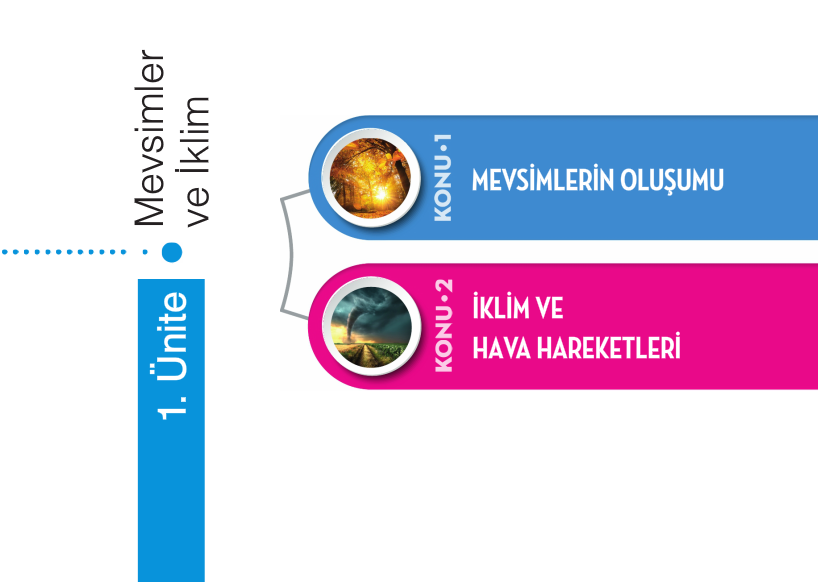 1. Ünite
Mevsimler
ve İklim
KONU•1
MEVSİMLERİN OLUŞUMU
KONU•2
İKLİM VE
HAVA HAREKETLERİ